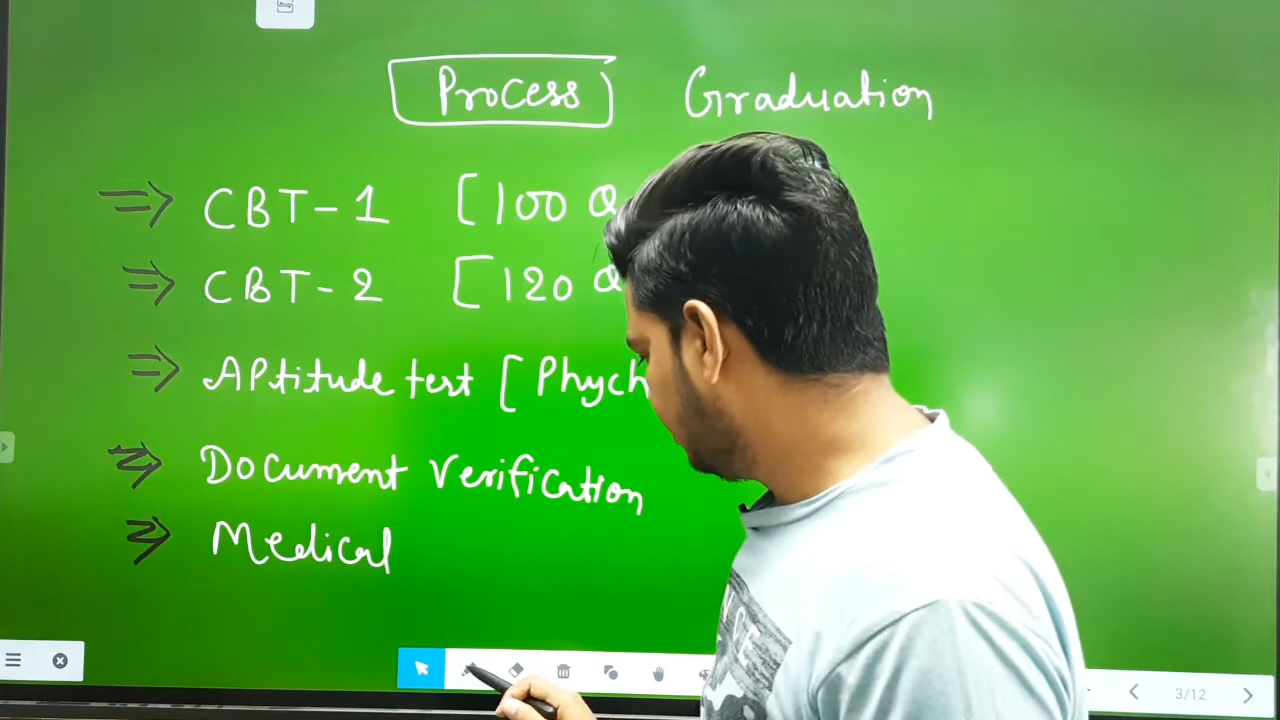 Process Graduation
⇒ CBT-1 [100 Q
⇒ CBT-2 [120 Q
⇒ APtitude test [Phych
⇒ Document Verification
⇒ Medical
3/12